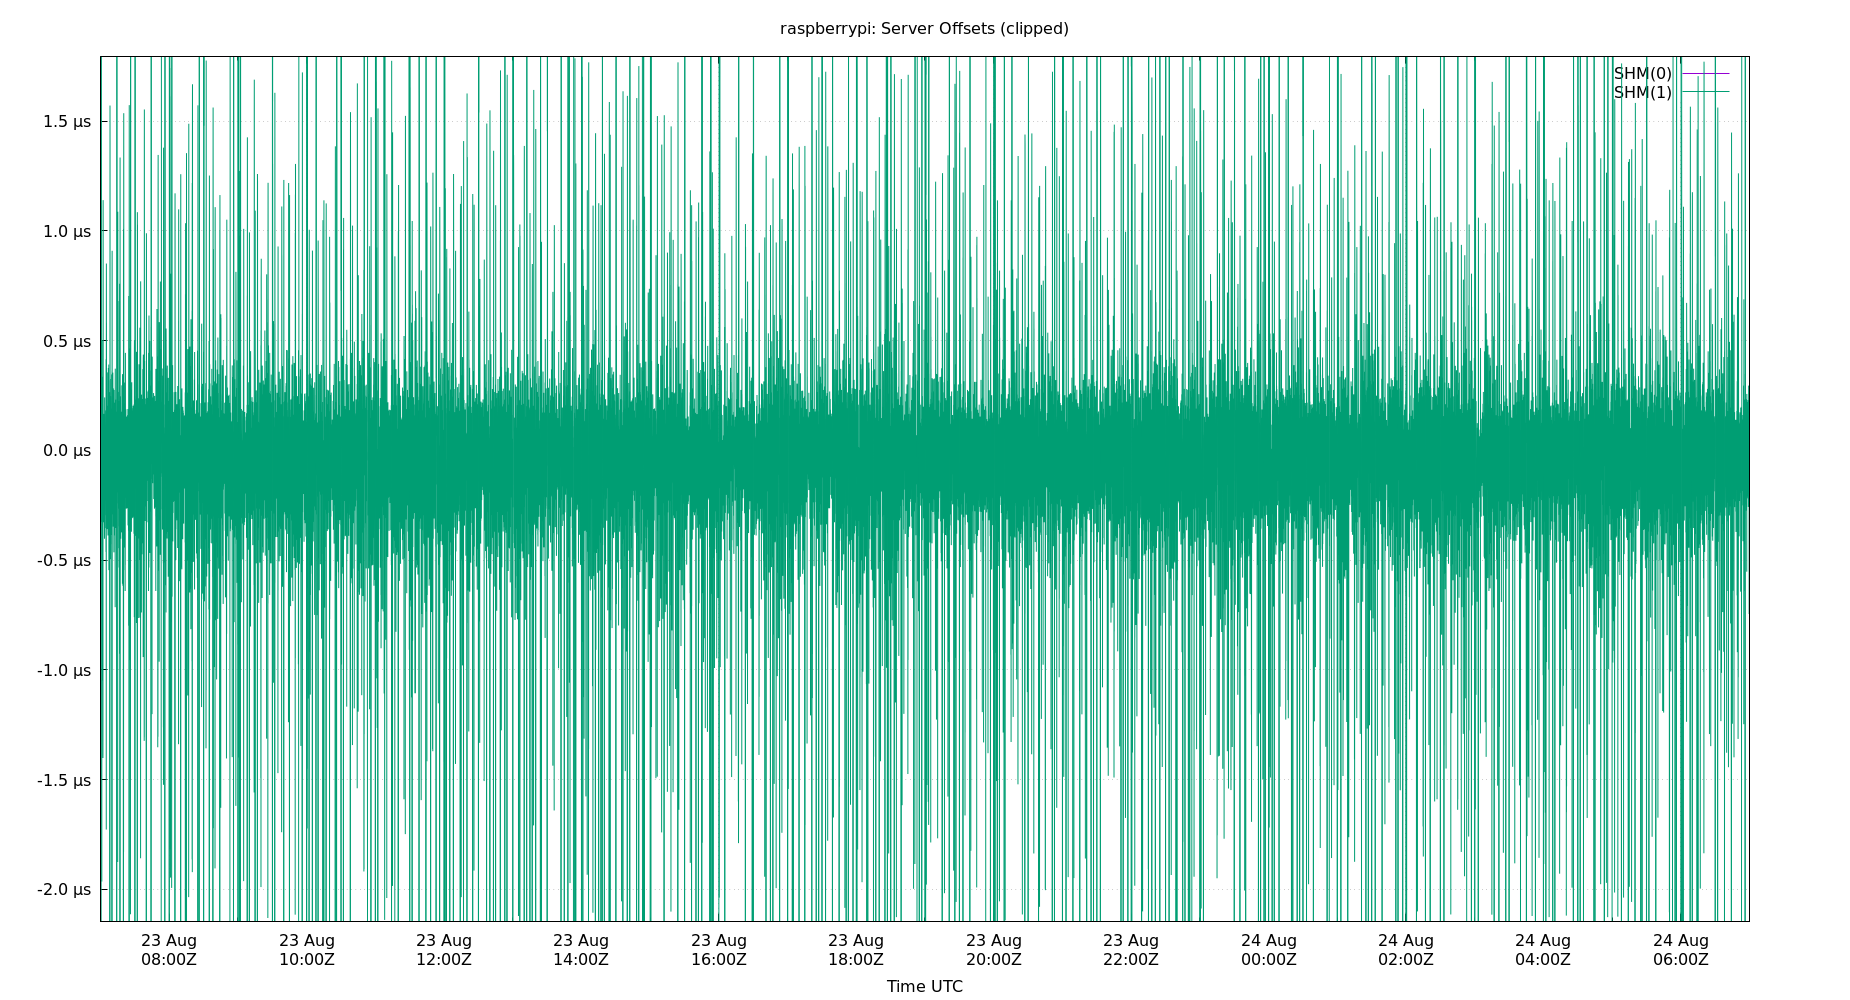 raspberrypi: Server Offsets (clipped)
SHM(0)
SHM(1)
1.5 µs
1.0 µs
0.5 µs
0.0 µs
-0.5 µs
-1.0 µs
-1.5 µs
-2.0 µs
23 Aug 23 Aug 23 Aug 23 Aug 23 Aug 23 Aug 23 Aug 23 Aug 24 Aug 24 Aug 24 Aug 24 Aug
08:00Z 10:00Z 12:00Z 14:00Z 16:00Z 18:00Z 20:00Z 22:00Z 00:00Z 02:00Z 04:00Z 06:00Z
Time UTC